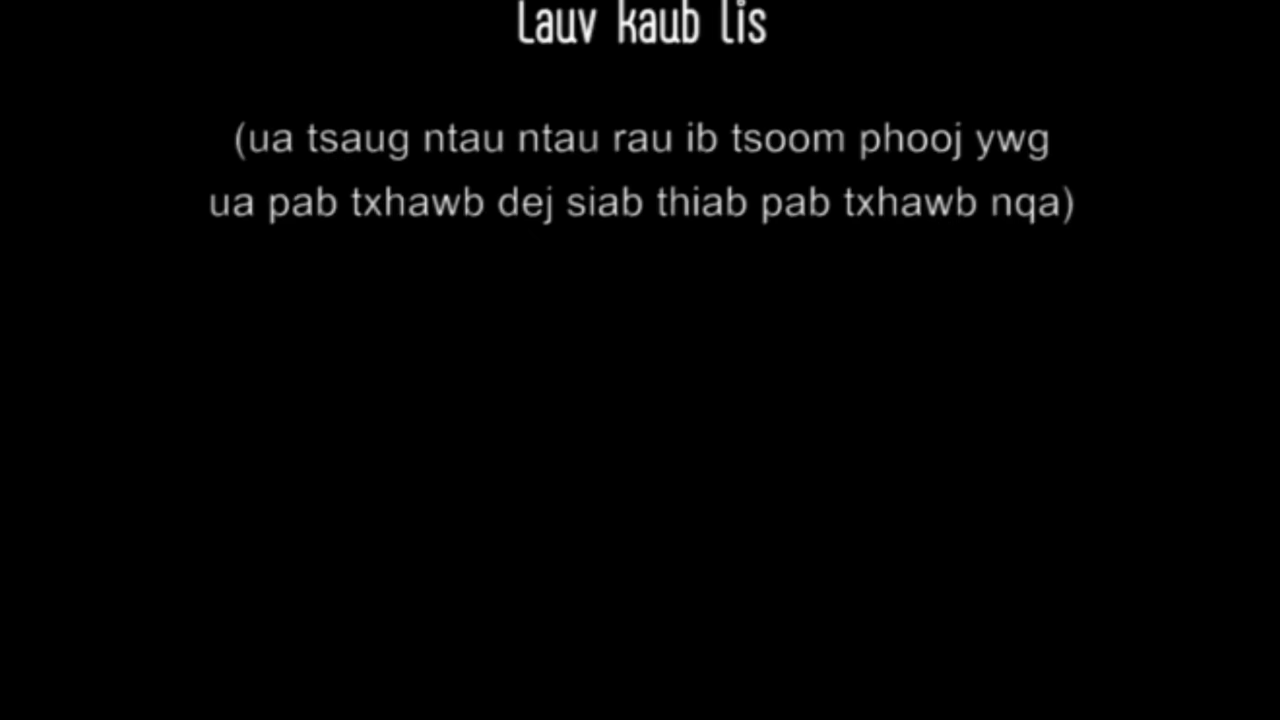 Lauv kaub lis
(ua tsaug ntau ntau rau ib tsoom phooj ywg
ua pab txhawb dej siab thiab pab txhawb nqa)